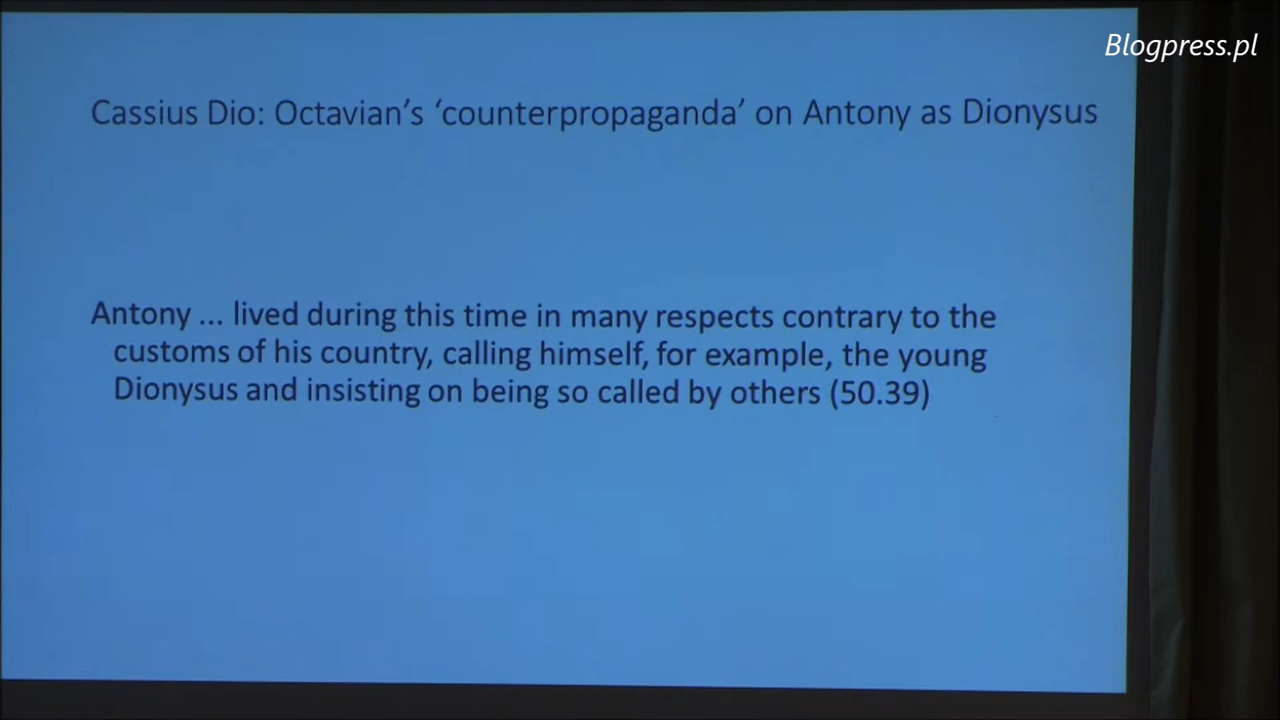 Blogpress.pl
Cassius Dio: Octavian's ‘counterpropaganda’ on Antony as Dionysus
Antony ... lived during this time in many respects contrary to the
customs of his country, calling himself, for example, the young
Dionysus and insisting on being so called by others (50.39)